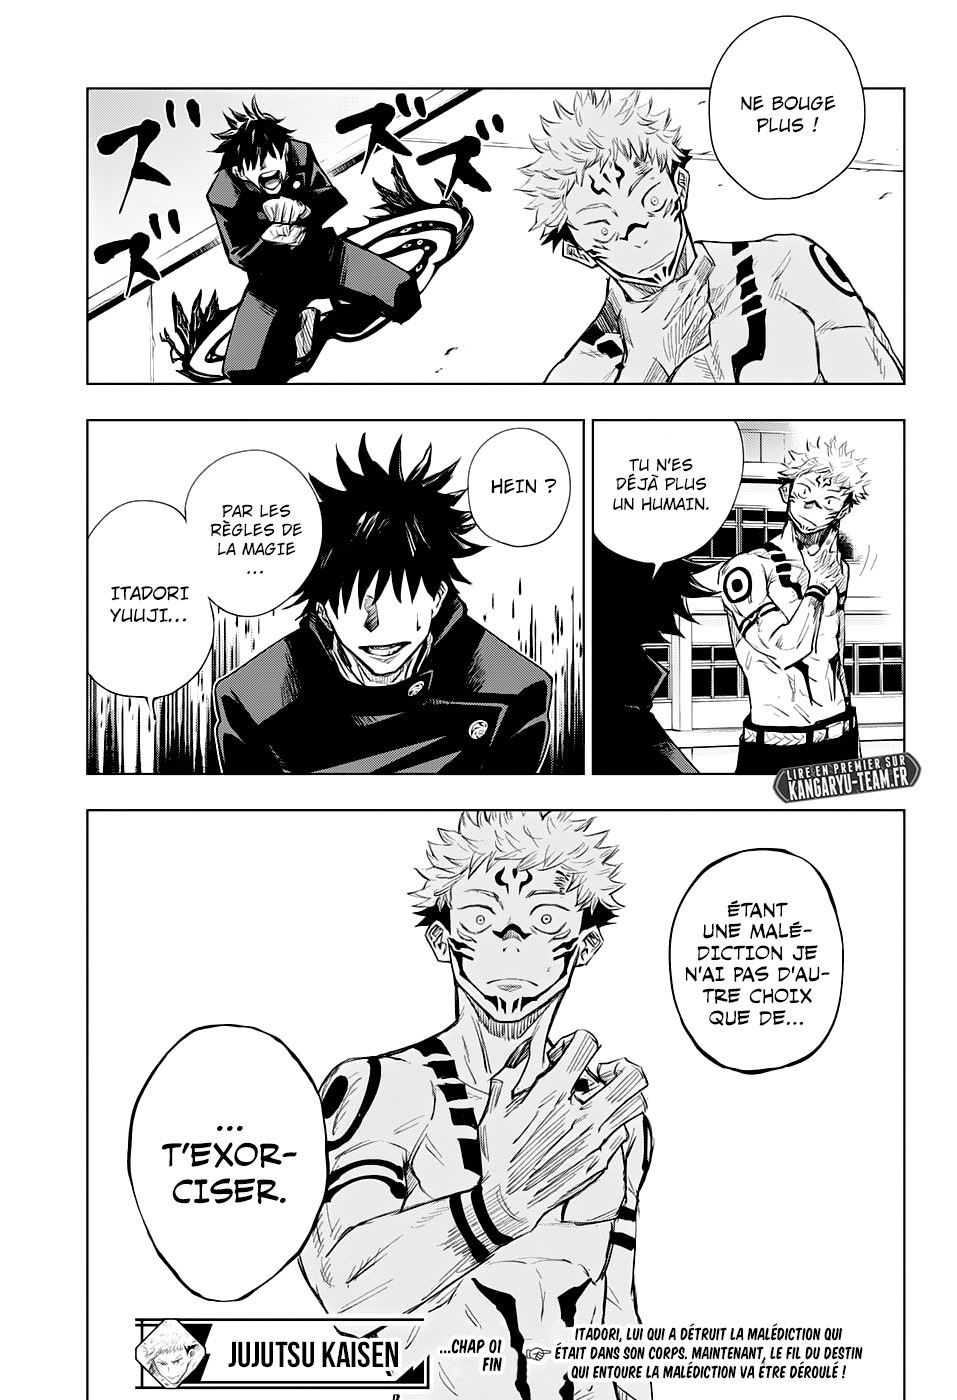 NE BOUGE
PLUS !
ズズズ
ズズズ
TU N'ES
DÉJÀ PLUS
UN HUMAIN.
HEIN ?
PAR LES
RÈGLES DE
LA MAGIE
...
ITADORI
YUUJI...
LIRE EN PREMIER SUR
KANGARYU-TEAM.FR
ÉTANT
UNE MALÉ-
DICTION JE
N'AI PAS D'AU-
TRE CHOIX
QUE DE...
...
T'EXOR-
CISER.
JUJUTSU KAISEN
...CHAP 01
FIN
☞
ITADORI, LUI QUI A DÉTRUIT LA MALÉDICTION QUI
ÉTAIT DANS SON CORPS. MAINTENANT, LE FIL DU DESTIN
QUI ENTOURE LA MALÉDICTION VA ÉTRE DÉROULÉ !